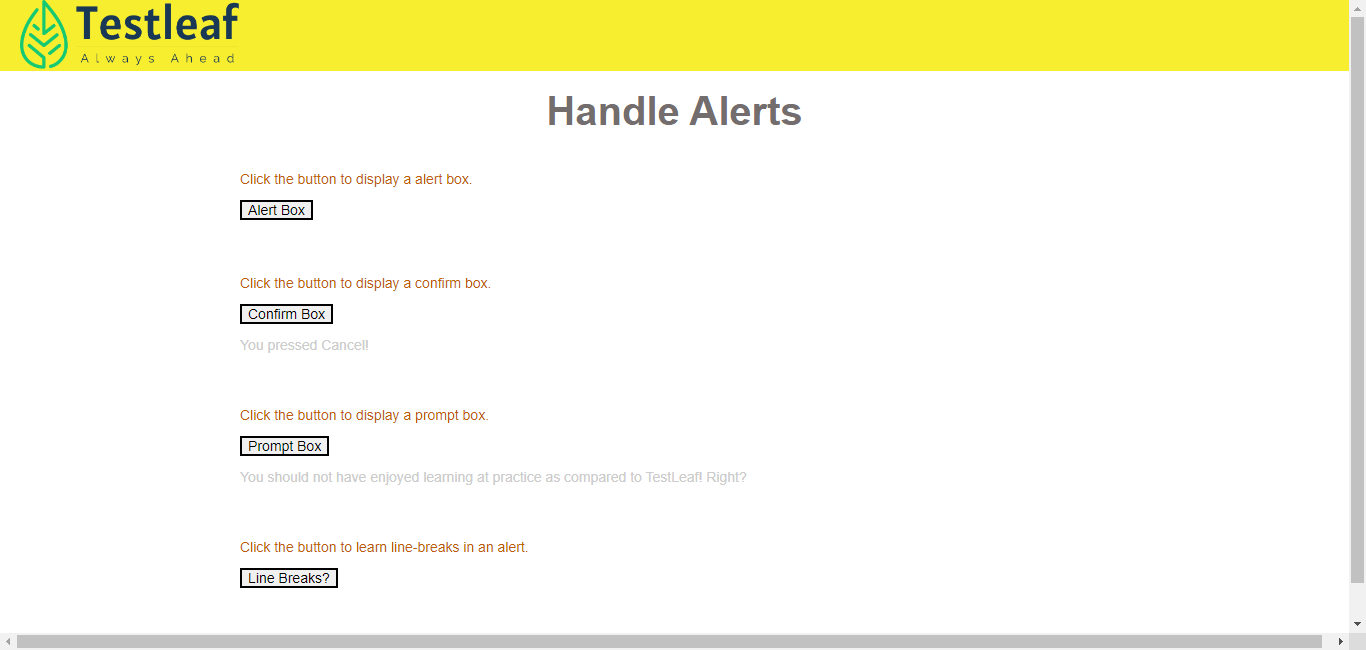 Testleaf
Always Ahead
Handle Alerts
Click the button to display a alert box.
Alert Box
Click the button to display a confirm box.
Confirm Box
You pressed Cancel!
Click the button to display a prompt box.
Prompt Box
You should not have enjoyed learning at practice as compared to TestLeaf! Right?
Click the button to learn line-breaks in an alert.
Line Breaks?